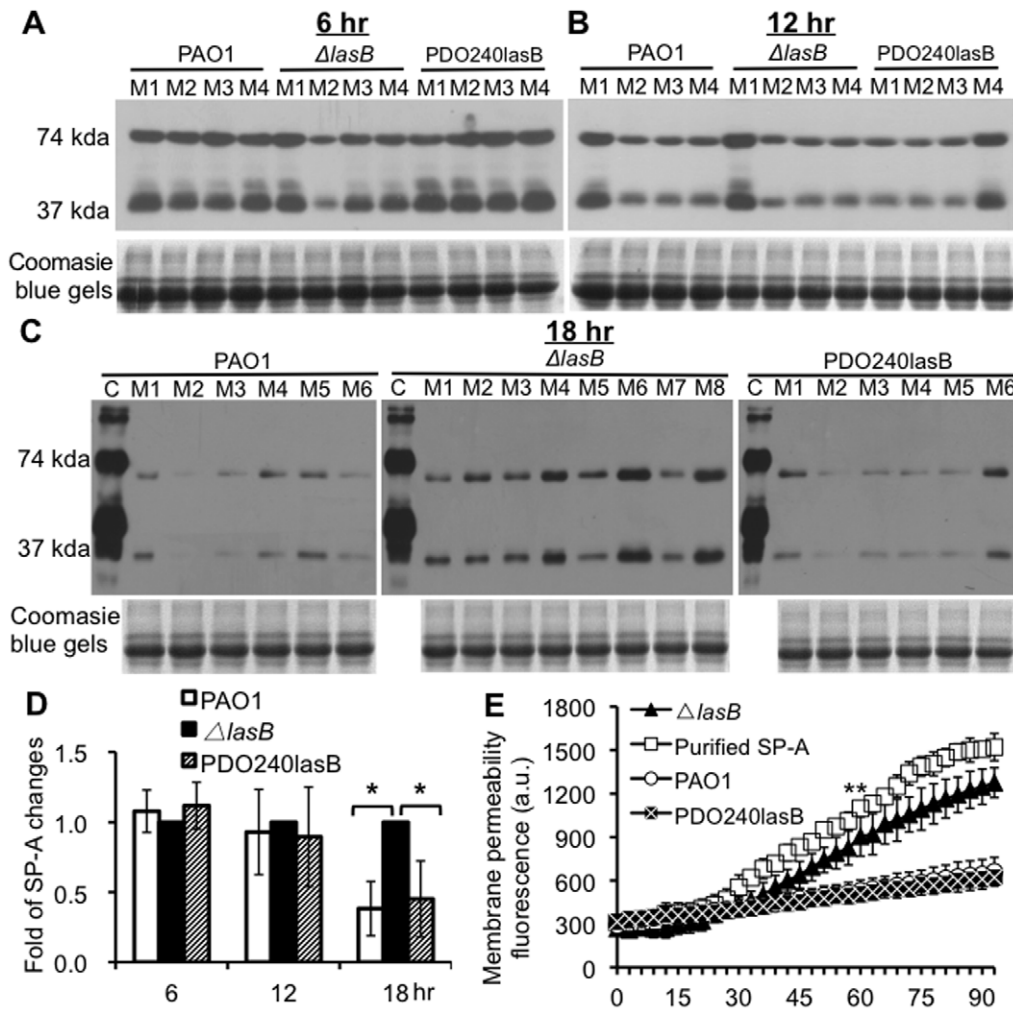 A 6 hr B 12 hr
PAO1 ΔlasB PDO240lasB PAO1 ΔlasB PDO240lasB
M1 M2 M3 M4 M1 M2 M3 M4 M1 M2 M3 M4 M1 M2 M3 M4 M1 M2 M3 M4 M1 M2 M3 M4
74 kda
37 kda
Coomasie
blue gels
C 18 hr
PAO1 ΔlasB PDO240lasB
C M1 M2 M3 M4 M5 M6 C M1 M2 M3 M4 M5 M6 M7 M8 C M1 M2 M3 M4 M5 M6
74 kda
37 kda
Coomasie
blue gels
D
PAO1
△lasB
PDO240lasB
Fold of SP-A changes
1.5
1.0
0.5
0.0
* *
6 12 18 hr
E
Membrane permeability
fluorescence (a.u.)
1800
1500
1200
900
600
300
0
△lasB
Purified SP-A
PAO1
PDO240lasB
**
0 15 30 45 60 75 90